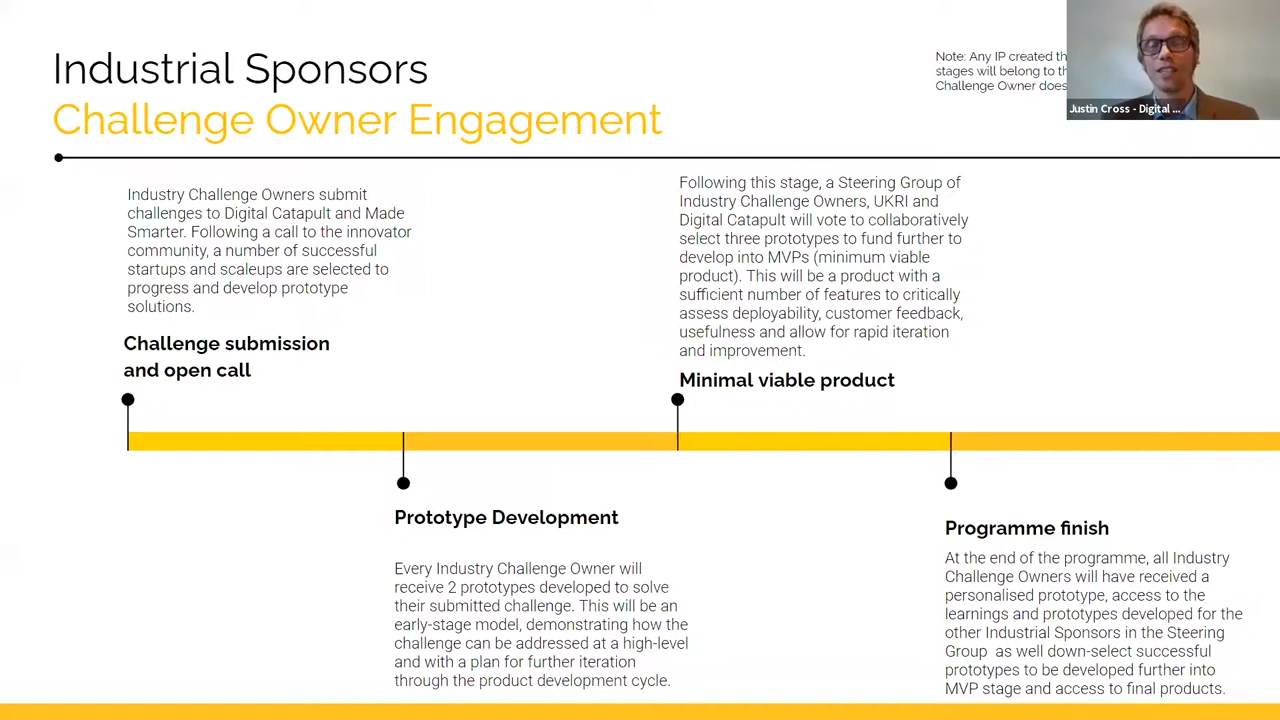 Industrial Sponsors
Challenge Owner Engagement
Note: Any IP created
stages will belong to
Challenge Owner does
Justin Cross - Digital ...
Industry Challenge Owners submit
challenges to Digital Catapult and Made
Smarter. Following a call to the innovator
community, a number of successful
startups and scaleups are selected to
progress and develop prototype
solutions.
Challenge submission
and open call
Following this stage, a Steering Group of
Industry Challenge Owners, UKRI and
Digital Catapult will vote to collaboratively
select three prototypes to fund further to
develop into MVPs (minimum viable
product). This will be a product with a
sufficient number of features to critically
assess deployability, customer feedback,
usefulness and allow for rapid iteration
and improvement.
Minimal viable product
Prototype Development
Every Industry Challenge Owner will
receive 2 prototypes developed to solve
their submitted challenge. This will be an
early-stage model, demonstrating how the
challenge can be addressed at a high-level
and with a plan for further iteration
through the product development cycle.
Programme finish
At the end of the programme, all Industry
Challenge Owners will have received a
personalised prototype, access to the
learnings and prototypes developed for the
other Industrial Sponsors in the Steering
Group as well down-select successful
prototypes to be developed further into
MVP stage and access to final products.